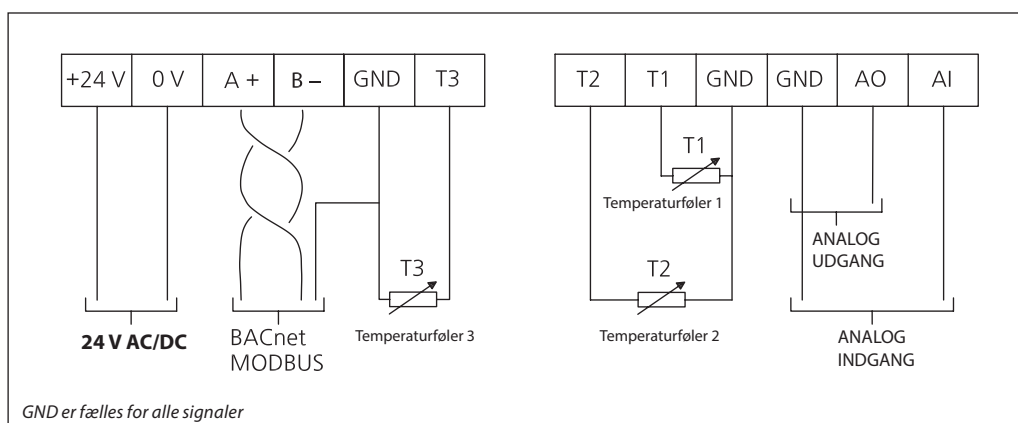 +24 V 0 V A + B – GND T3
T2 T1 GND GND AO AI
T1
Temperaturføler 1
ANALOG
UDGANG
T3
T2
24 V AC/DC
BACnet
MODBUS
Temperaturføler 3
Temperaturføler 2
ANALOG
INDGANG
GND er fælles for alle signaler